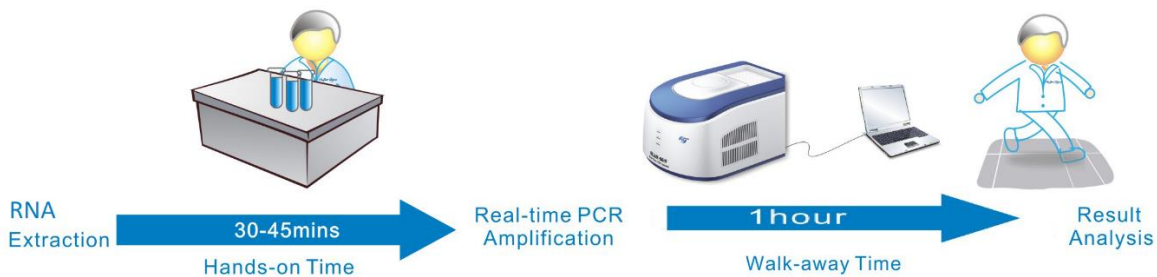 RNA
Extraction
30-45mins
Hands-on Time
Real-time PCR
Amplification
1hour
Walk-away Time
Result
Analysis